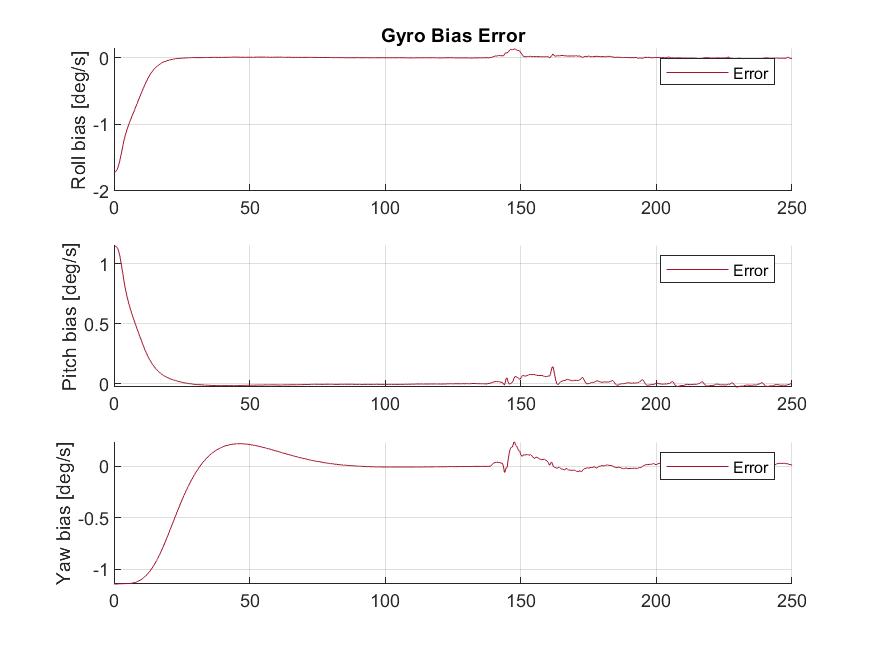 Gyro Bias Error
Roll bias [deg/s]
0
-1
-2
Error
0 50 100 150 200 250
Pitch bias [deg/s]
1
0.5
0
Error
0 50 100 150 200 250
Yaw bias [deg/s]
0
-0.5
-1
Error
0 50 100 150 200 250